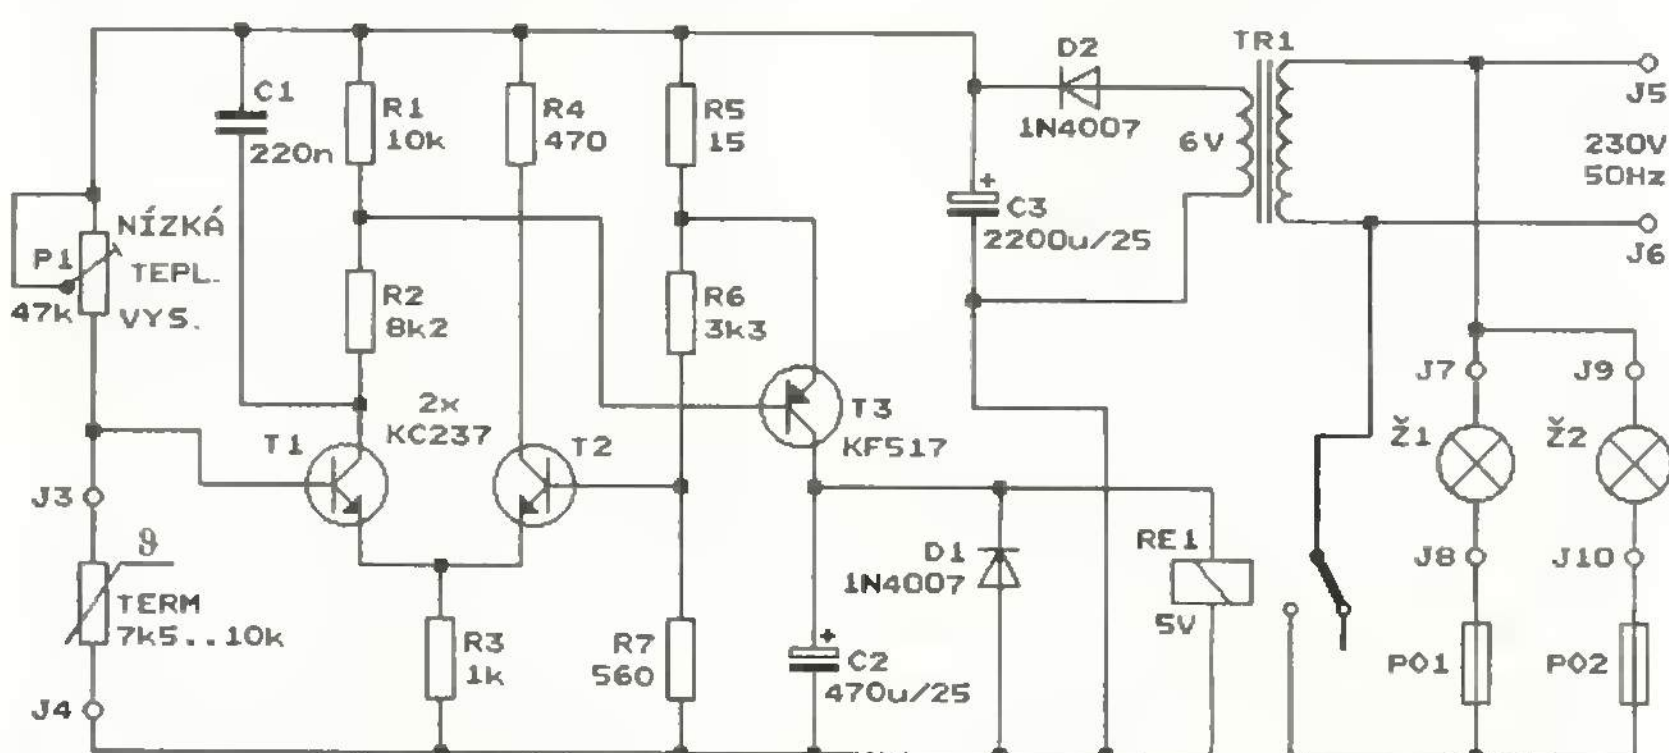 C1
220n
R1
10k
R4
470
R5
15
D2
1N4007
TR1
6V
J5
230V
50Hz
J6
C3
+
2200u/25
P1
47k
NÍZKÁ
TEPL.
VYS.
R2
8k2
R6
3k3
2x
KC237
T1
T2
T3
KF517
J7
J9
Ž1
Ž2
J3
ϑ
TERM
7k5..10k
J4
R3
1k
R7
560
D1
1N4007
+
C2
470u/25
RE1
5V
J8
J10
PO1
PO2